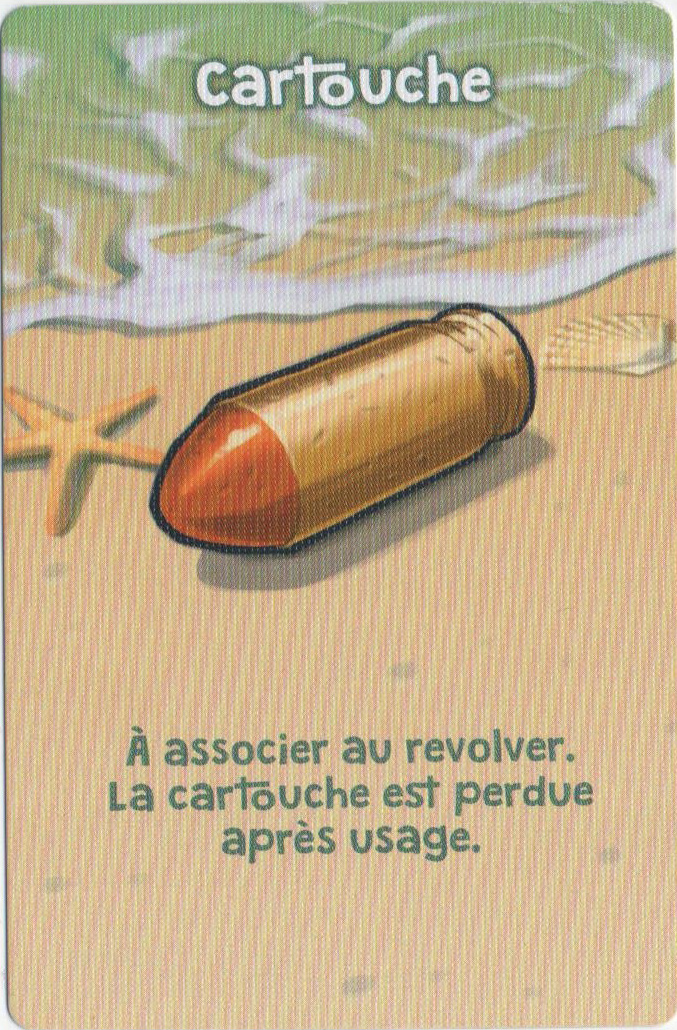 Cartouche
À associer au revolver.
La cartouche est perdue
après usage.